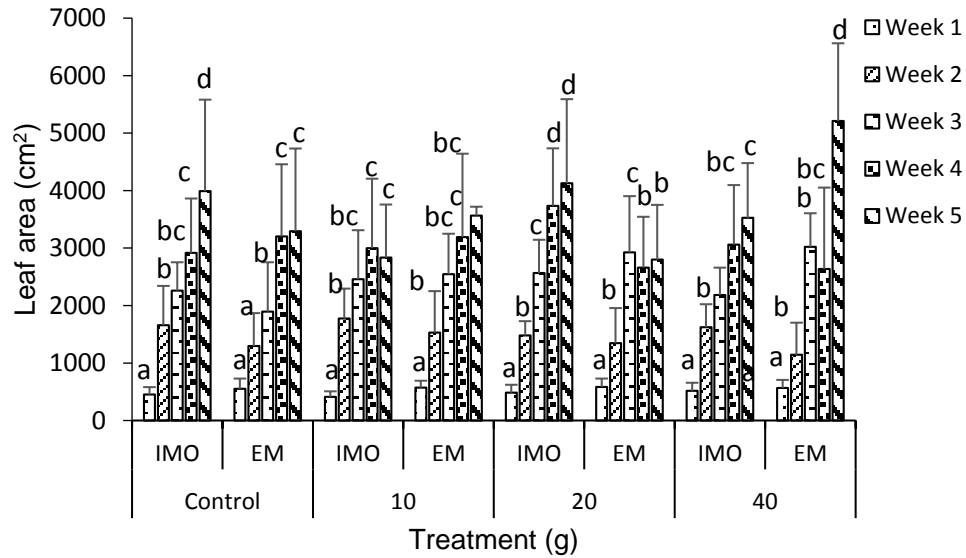 7000
6000
5000
4000
3000
2000
1000
0
Leaf area (cm²)
a b bc c d
a a b c c
a b bc c c
a b bc c bc
a b c d d
a b c b b
a b b bc c
a
a b b bc d
IMO EM IMO EM IMO EM IMO EM
Control 10 20 40
Treatment (g)
Week 1
Week 2
Week 3
Week 4
Week 5